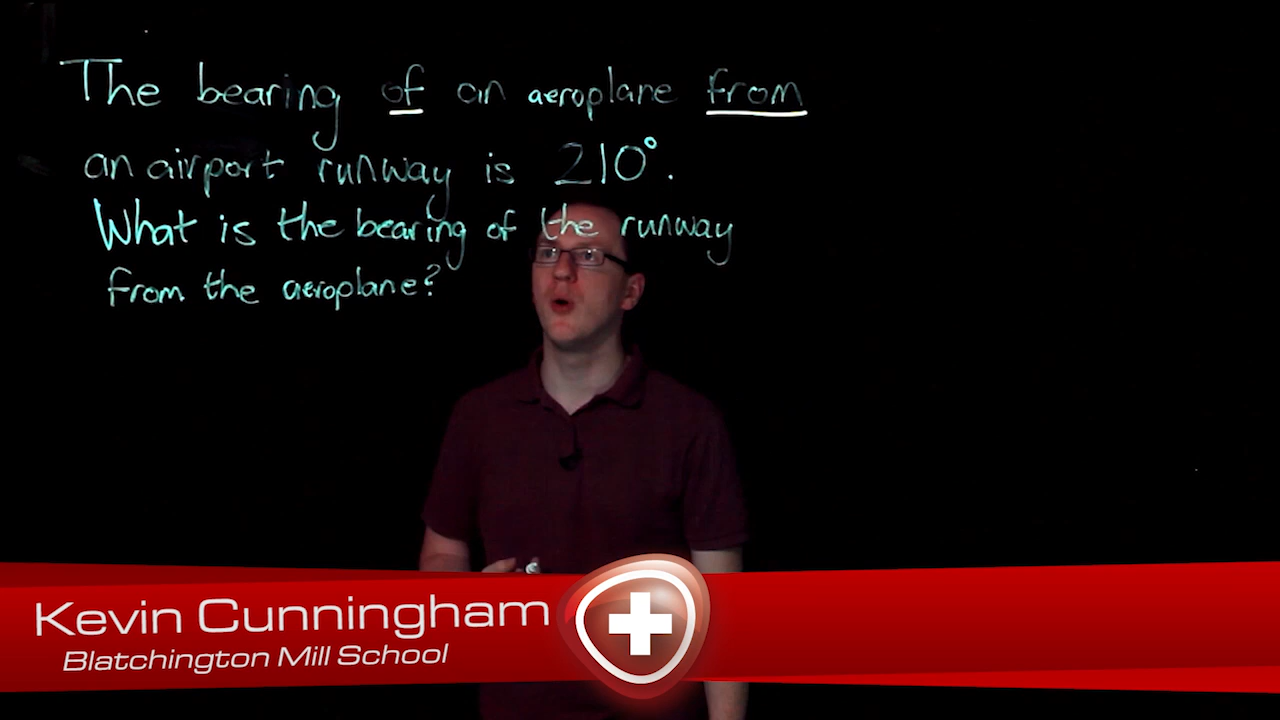 The bearing of an aeroplane from
an airport runway is 210°.
What is the bearing of the runway
from the aeroplane?
Kevin Cunningham
Blatchington Mill School